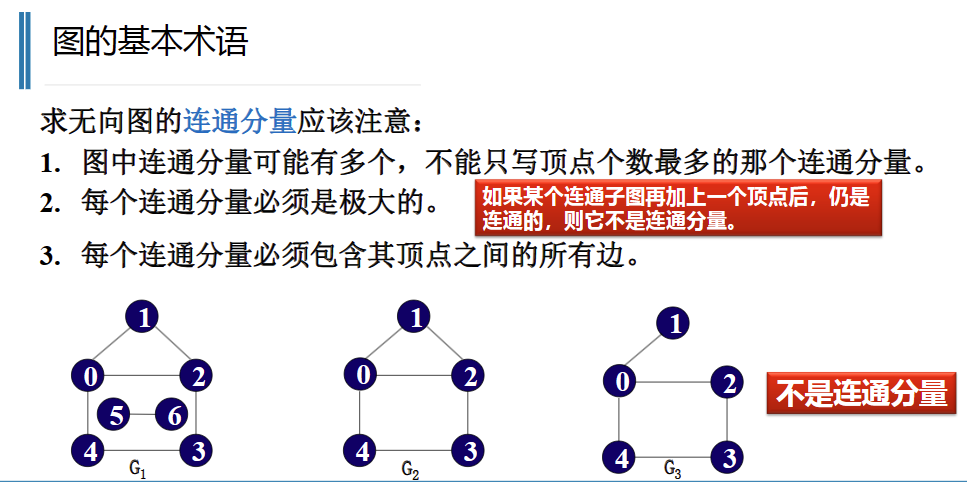 图的基本术语
求无向图的连通分量应该注意：
1. 图中连通分量可能有多个，不能只写顶点个数最多的那个连通分量。
2. 每个连通分量必须是极大的。
如果某个连通子图再加上一个顶点后，仍是
连通的，则它不是连通分量。
3. 每个连通分量必须包含其顶点之间的所有边。
1
0 2
5 6
4 3
G1
1
0 2
4 3
G2
1
0 2
4 3
G3
不是连通分量